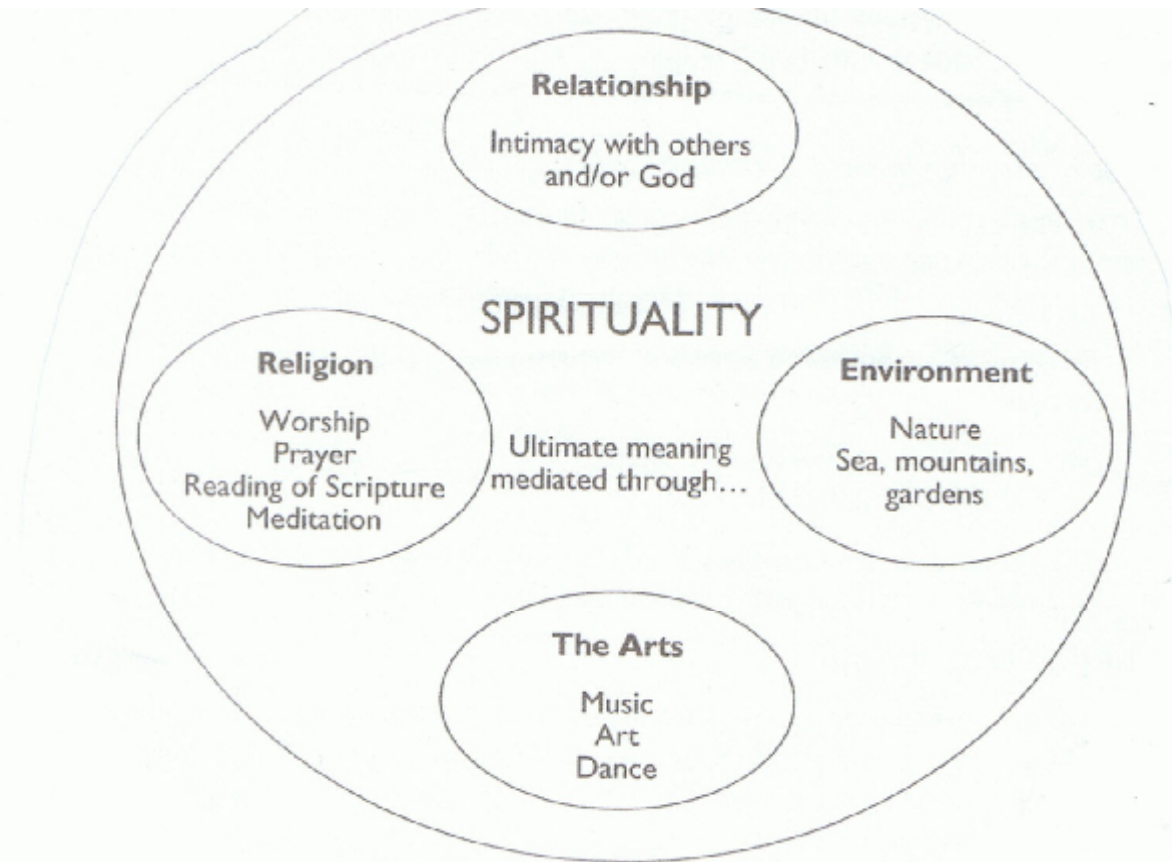 Relationship
Intimacy with others
and/or God
SPIRITUALITY
Religion
Worship
Prayer
Reading of Scripture
Meditation
Ultimate meaning
mediated through...
Environment
Nature
Sea, mountains,
gardens
The Arts
Music
Art
Dance